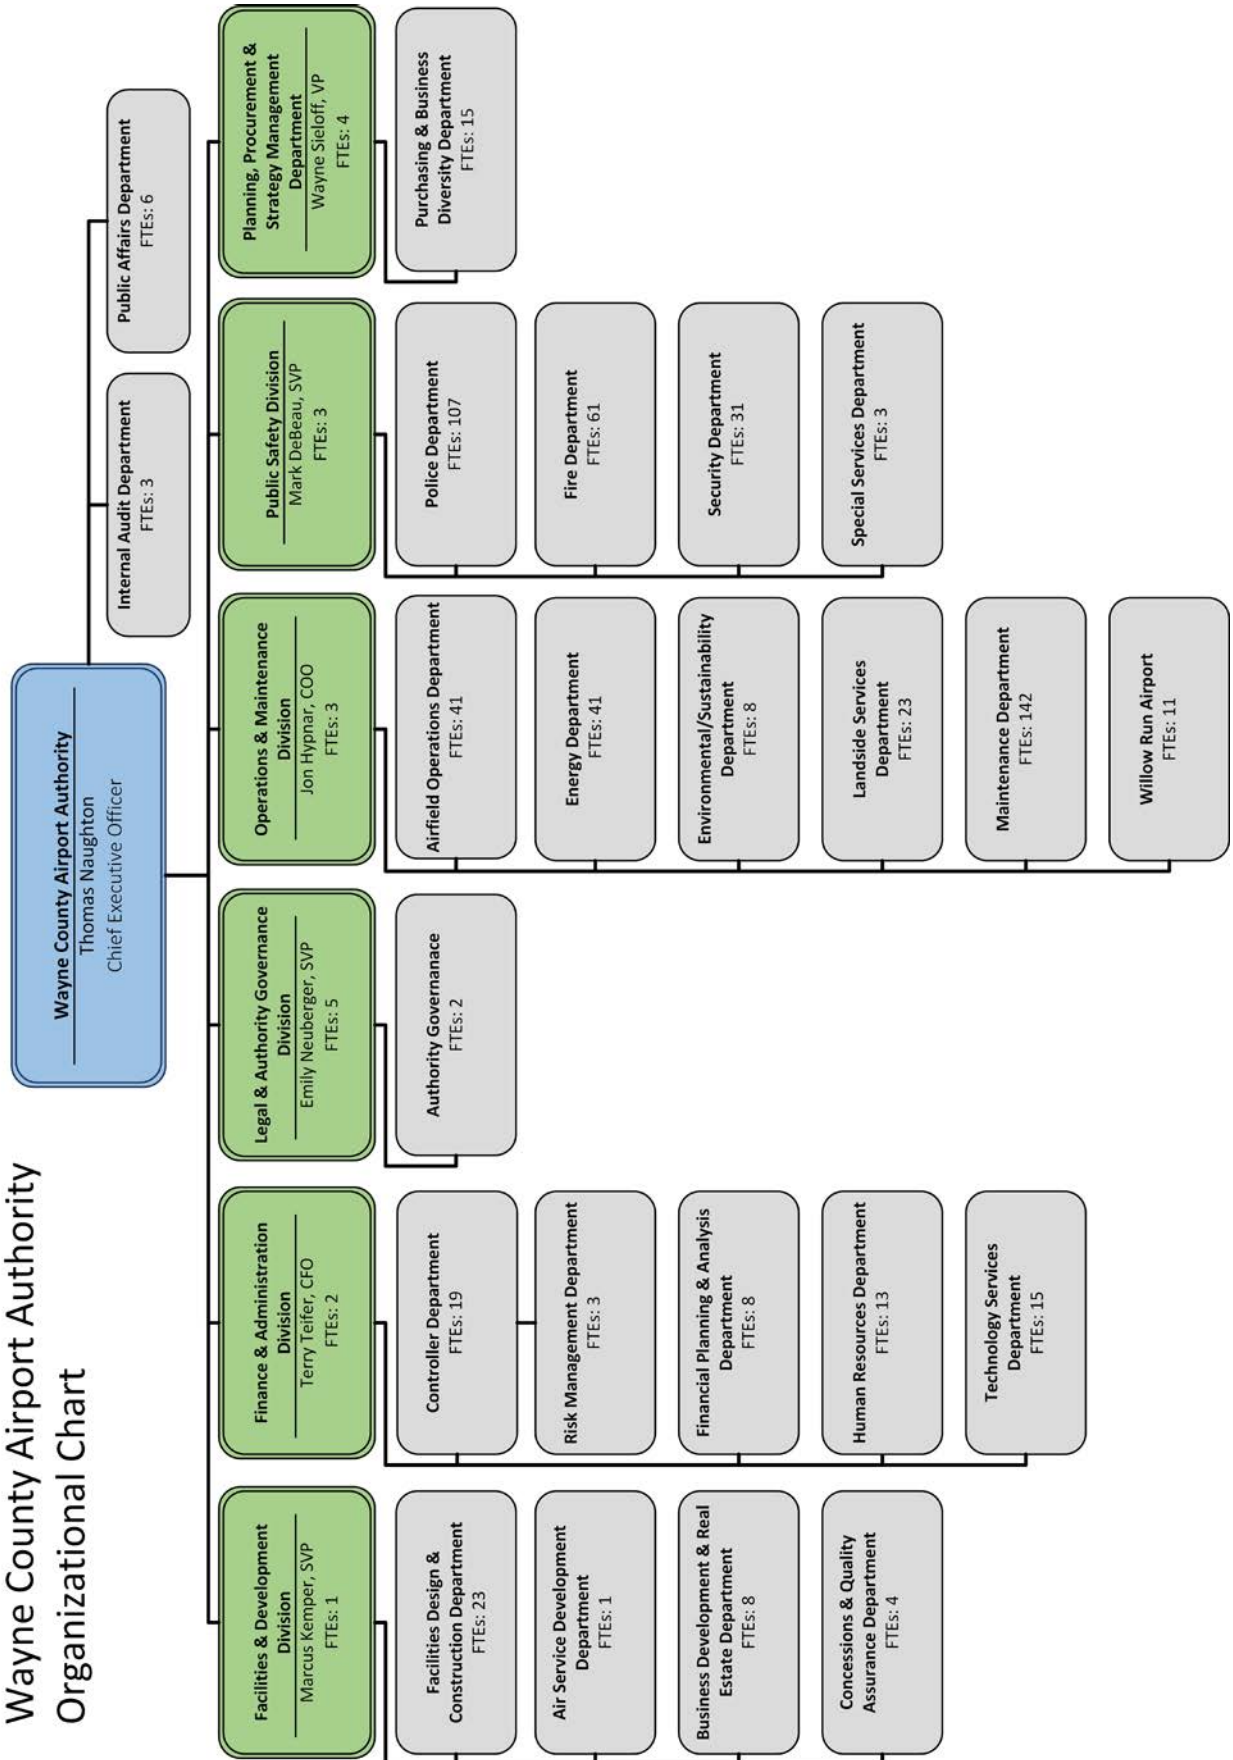 Wayne County Airport Authority
Organizational Chart
Wayne County Airport Authority
Thomas Naughton
Chief Executive Officer
Internal Audit Department
FTEs: 3
Public Affairs Department
FTEs: 6
Facilities & Development
Division
Marcus Kemper, SVP
FTEs: 1
Facilities Design &
Construction Department
FTEs: 23
Air Service Development
Department
FTEs: 1
Business Development & Real
Estate Department
FTEs: 8
Concessions & Quality
Assurance Department
FTEs: 4
Finance & Administration
Division
Terry Teifer, CFO
FTEs: 2
Controller Department
FTEs: 19
Risk Management Department
FTEs: 3
Financial Planning & Analysis
Department
FTEs: 8
Human Resources Department
FTEs: 13
Technology Services
Department
FTEs: 15
Legal & Authority Governance
Division
Emily Neuberger, SVP
FTEs: 5
Authority Governanace
FTEs: 2
Operations & Maintenance
Division
Jon Hypnar, COO
FTEs: 3
Airfield Operations Department
FTEs: 41
Energy Department
FTEs: 41
Environmental/Sustainability
Department
FTEs: 8
Landside Services
Department
FTEs: 23
Maintenance Department
FTEs: 142
Willow Run Airport
FTEs: 11
Public Safety Division
Mark DeBeau, SVP
FTEs: 3
Police Department
FTEs: 107
Fire Department
FTEs: 61
Security Department
FTEs: 31
Special Services Department
FTEs: 3
Planning, Procurement &
Strategy Management
Department
Wayne Sieloff, VP
FTEs: 4
Purchasing & Business
Diversity Department
FTEs: 15